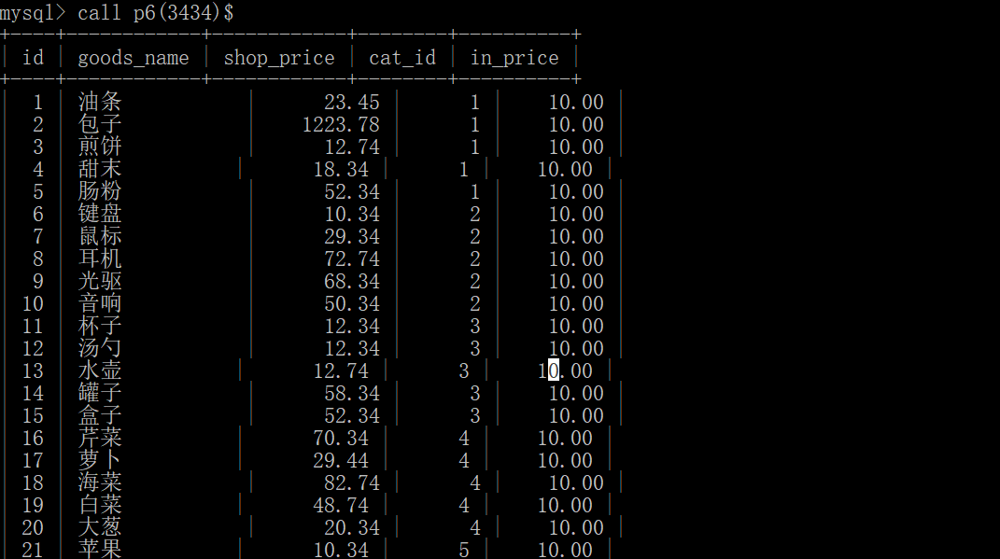 mysql> call p6(3434)$
+----+------------+------------+--------+----------+
| id | goods_name | shop_price | cat_id | in_price |
+----+------------+------------+--------+----------+
| 1 | 油条 | 23.45 | 1 | 10.00 |
| 2 | 包子 | 1223.78 | 1 | 10.00 |
| 3 | 煎饼 | 12.74 | 1 | 10.00 |
| 4 | 甜末 | 18.34 | 1 | 10.00 |
| 5 | 肠粉 | 52.34 | 1 | 10.00 |
| 6 | 键盘 | 10.34 | 2 | 10.00 |
| 7 | 鼠标 | 29.34 | 2 | 10.00 |
| 8 | 耳机 | 72.74 | 2 | 10.00 |
| 9 | 光驱 | 68.34 | 2 | 10.00 |
| 10 | 音响 | 50.34 | 2 | 10.00 |
| 11 | 杯子 | 12.34 | 3 | 10.00 |
| 12 | 汤勺 | 12.34 | 3 | 10.00 |
| 13 | 水壶 | 12.74 | 3 | 10.00 |
| 14 | 罐子 | 58.34 | 3 | 10.00 |
| 15 | 盒子 | 52.34 | 3 | 10.00 |
| 16 | 芹菜 | 70.34 | 4 | 10.00 |
| 17 | 萝卜 | 29.44 | 4 | 10.00 |
| 18 | 海菜 | 82.74 | 4 | 10.00 |
| 19 | 白菜 | 48.74 | 4 | 10.00 |
| 20 | 大葱 | 20.34 | 4 | 10.00 |
| 21 | 苹果 | 10.34 | 5 | 10.00 |